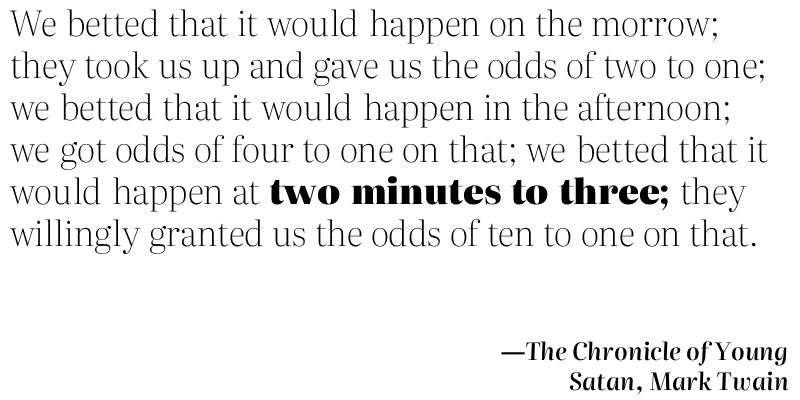 We betted that it would happen on the morrow;
they took us up and gave us the odds of two to one;
we betted that it would happen in the afternoon;
we got odds of four to one on that; we betted that it
would happen at two minutes to three; they
willingly granted us the odds of ten to one on that.
—The Chronicle of Young
Satan, Mark Twain